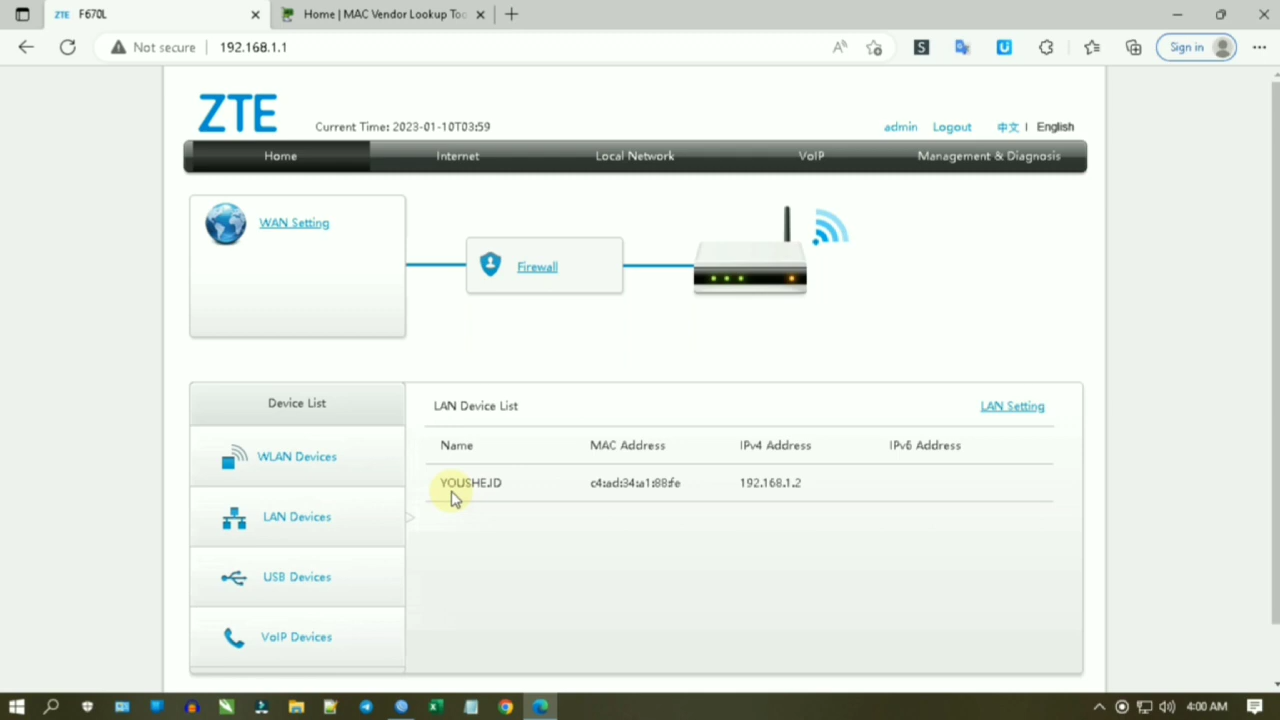 ZTE F670L
Home | MAC Vendor Lookup Too
Not secure
192.168.1.1
Sign in
ZTE
Current Time: 2023-01-10T03:59
admin
Logout
中文 | English
Home
Internet
Local Network
VoIP
Management & Diagnosis
WAN Setting
Firewall
Device List
WLAN Devices
LAN Devices
USB Devices
VoIP Devices
LAN Device List
LAN Setting
Name MAC Address IPv4 Address IPv6 Address
YOUSHEJD c4:ad:34:a1:88:fe 192.168.1.2
4:00 AM